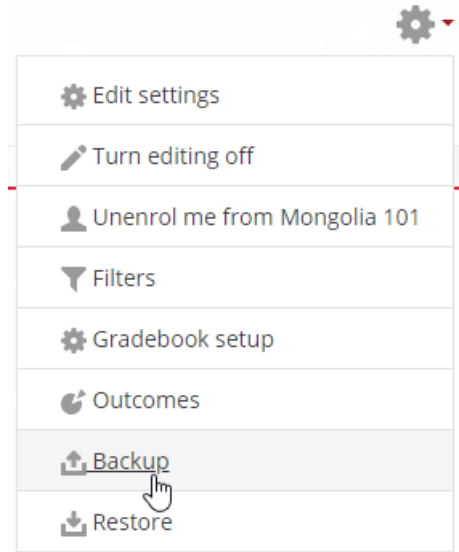 Edit settings
Turn editing off
Unenrol me from Mongolia 101
Filters
Gradebook setup
Outcomes
Backup
Restore